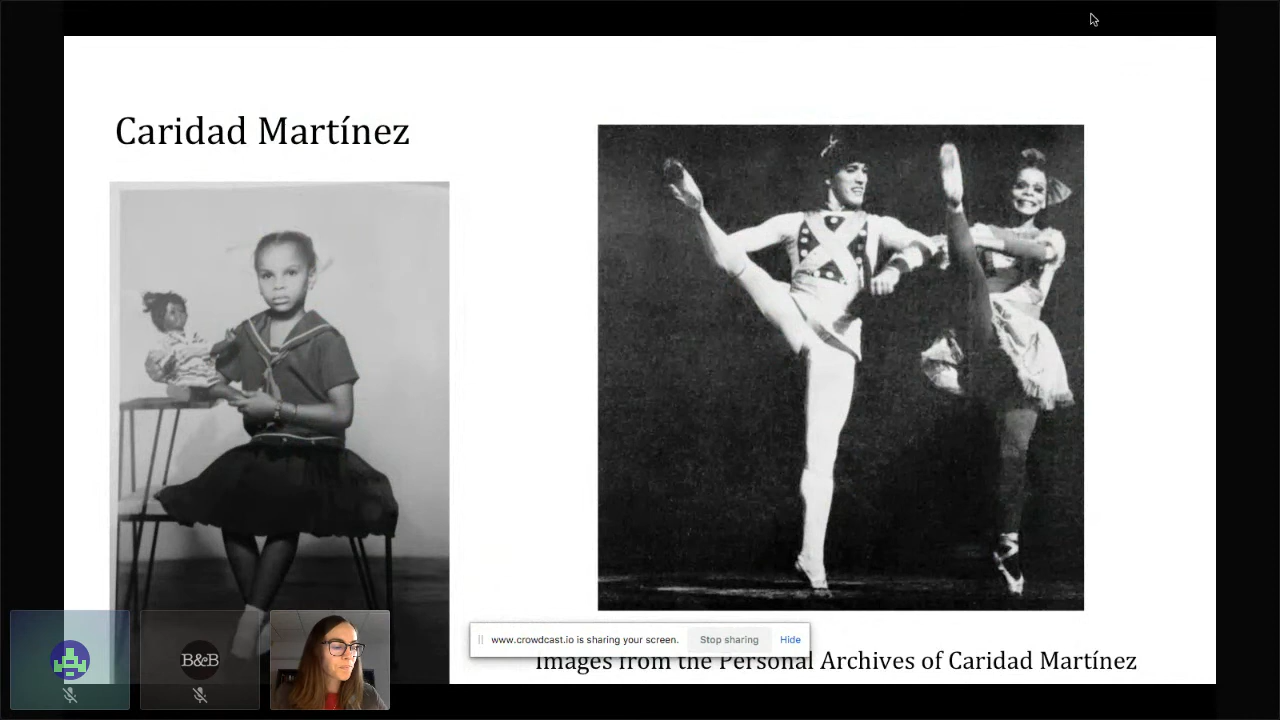 Caridad Martínez
www.crowdcast.io is sharing your screen.
Stop sharing
Hide
Images from the Personal Archives of Caridad Martínez
B&B